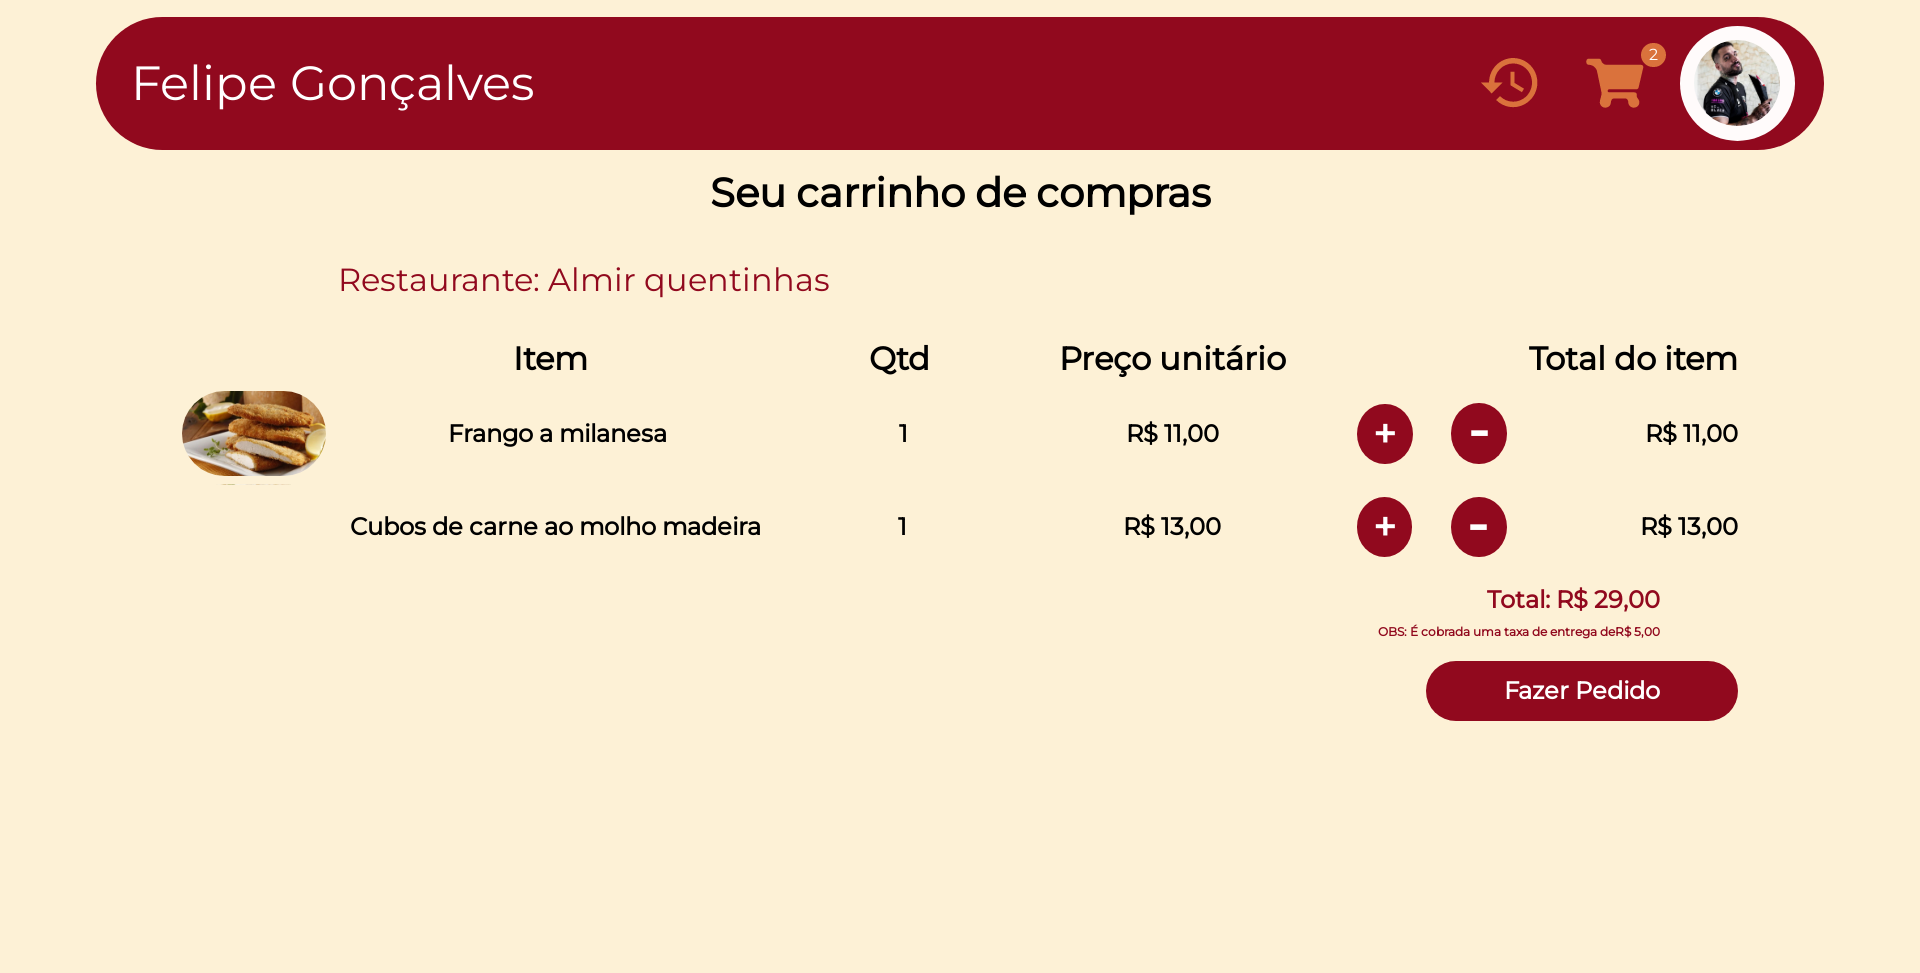 Felipe Gonçalves
2
Seu carrinho de compras
Restaurante: Almir quentinhas
Item Qtd Preço unitário Total do item
Frango a milanesa 1 R$ 11,00 + - R$ 11,00
Cubos de carne ao molho madeira 1 R$ 13,00 + - R$ 13,00
Total: R$ 29,00
OBS: É cobrada uma taxa de entrega deR$ 5,00
Fazer Pedido